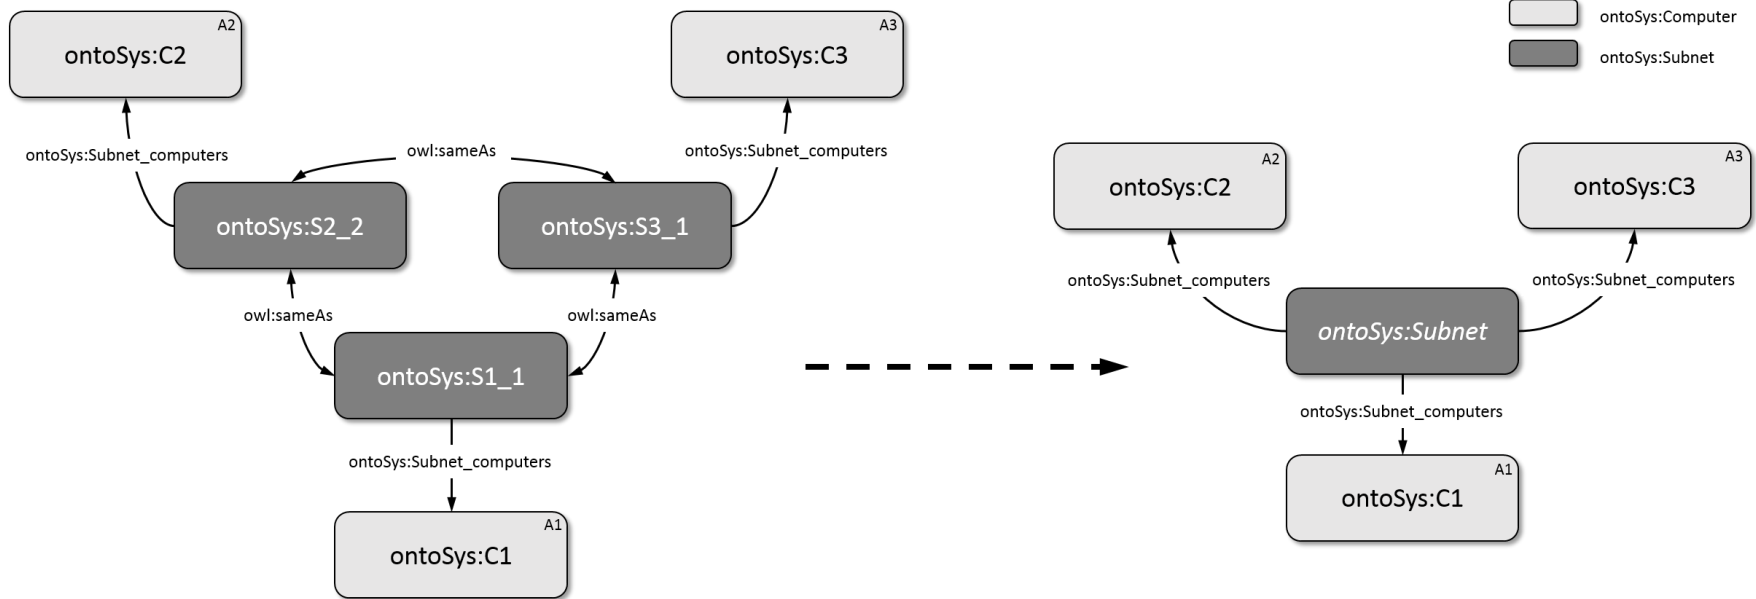 A2
ontoSys:C2
A3
ontoSys:C3
ontoSys:Subnet_computers
owl:sameAs
ontoSys:Subnet_computers
ontoSys:S2_2
ontoSys:S3_1
owl:sameAs
owl:sameAs
ontoSys:S1_1
ontoSys:Subnet_computers
A1
ontoSys:C1
ontoSys:Computer
ontoSys:Subnet
A2
ontoSys:C2
A3
ontoSys:C3
ontoSys:Subnet_computers
ontoSys:Subnet_computers
ontoSys:Subnet
ontoSys:Subnet_computers
A1
ontoSys:C1